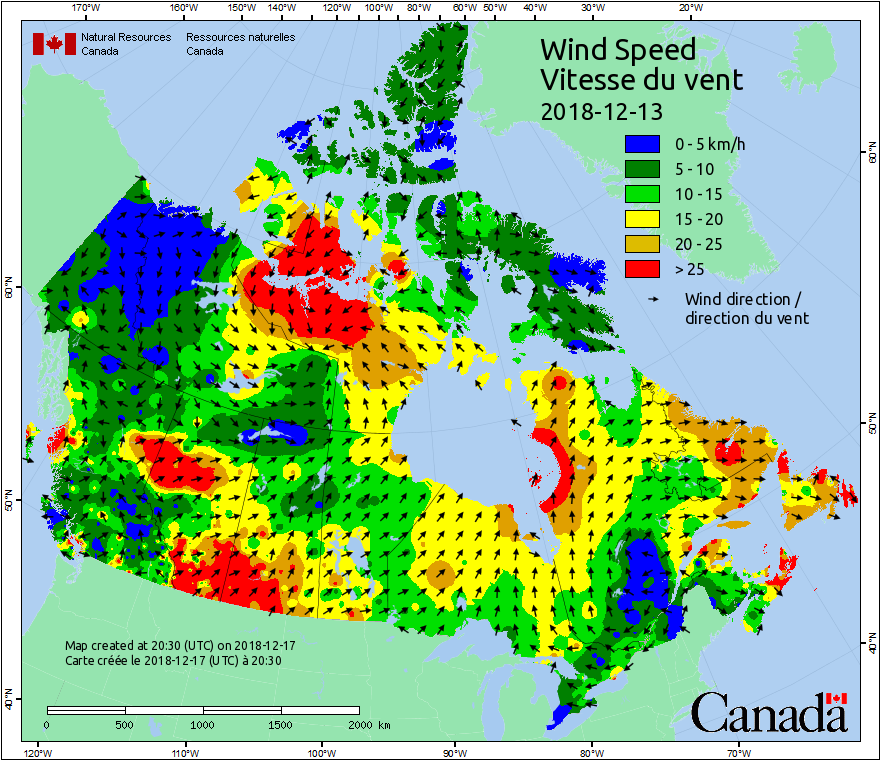 170°W 160°W 150°W 140°W 120°W 100°W 80°W 60°W 50°W 40°W 30°W 20°W
Natural Resources Canada
Ressources naturelles Canada
Wind Speed
Vitesse du vent
2018-12-13
0 - 5 km/h
5 - 10
10 - 15
15 - 20
20 - 25
> 25
Wind direction /
direction du vent
60°N
50°N
40°N
60°N
50°N
40°N
Map created at 20:30 (UTC) on 2018-12-17
Carte créée le 2018-12-17 (UTC) à 20:30
0 500 1000 1500 2000 km
Canada
120°W 110°W 100°W 90°W 80°W 70°W